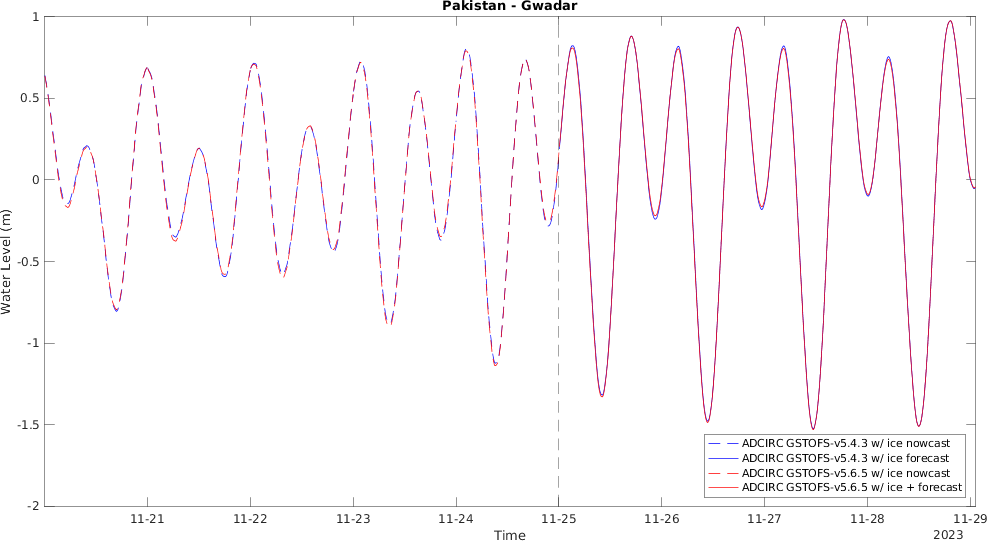 Pakistan - Gwadar
1
0.5
0
-0.5
-1
-1.5
-2
Water Level (m)
ADCIRC GSTOFS-v5.4.3 w/ ice nowcast
ADCIRC GSTOFS-v5.4.3 w/ ice forecast
ADCIRC GSTOFS-v5.6.5 w/ ice nowcast
ADCIRC GSTOFS-v5.6.5 w/ ice + forecast
11-21 11-22 11-23 11-24 11-25 11-26 11-27 11-28 11-29
Time 2023